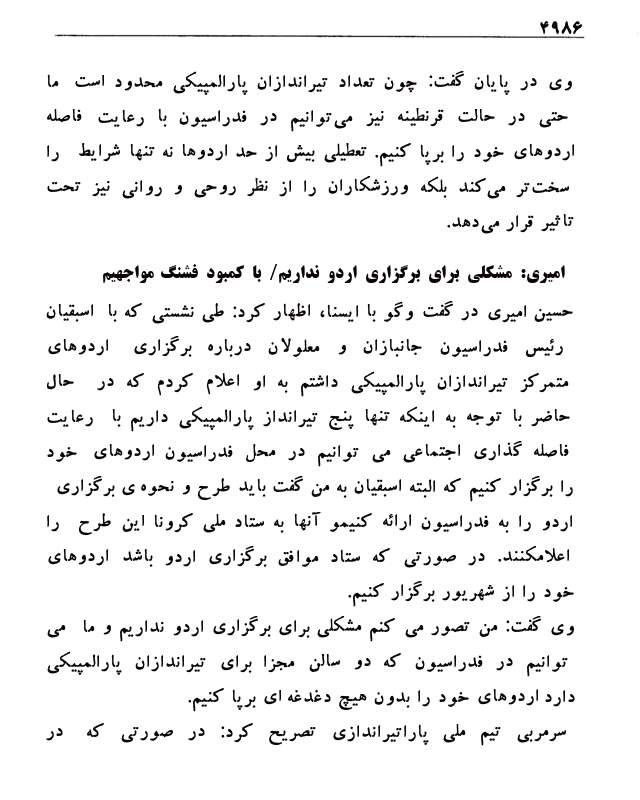 ۴۹۸۶
وی در پایان گفت: چون تعداد تیراندازان پارالمپیکی محدود است ما
حتی در حالت قرنطینه نیز می‌توانیم در فدراسیون با رعایت فاصله
اردوهای خود را برپا کنیم. تعطیلی بیش از حد اردوها نه تنها شرایط را
سخت‌تر می‌کند بلکه ورزشکاران را از نظر روحی و روانی نیز تحت
تاثیر قرار می‌دهد.
امیری: مشکلی برای برگزاری اردو نداریم/ با کمبود فشنگ مواجهیم
حسین امیری در گفت وگو با ایسنا، اظهار کرد: طی نشستی که با اسبقیان
رئیس فدراسیون جانبازان و معلولان درباره برگزاری اردوهای
متمرکز تیراندازان پارالمپیکی داشتم به او اعلام کردم که در حال
حاضر با توجه به اینکه تنها پنج تیرانداز پارالمپیکی داریم با رعایت
فاصله گذاری اجتماعی می توانیم در محل فدراسیون اردوهای خود
را برگزار کنیم که البته اسبقیان به من گفت باید طرح و نحوه ی برگزاری
اردو را به فدراسیون ارائه کنیمو آنها به ستاد ملی کرونا این طرح را
اعلامکنند. در صورتی که ستاد موافق برگزاری اردو باشد اردوهای
خود را از شهریور برگزار کنیم.
وی گفت: من تصور می کنم مشکلی برای برگزاری اردو نداریم و ما می
توانیم در فدراسیون که دو سالن مجزا برای تیراندازان پارالمپیکی
دارد اردوهای خود را بدون هیچ دغدغه ای برپا کنیم.
سرمربی تیم ملی پاراتیراندازی تصریح کرد: در صورتی که در